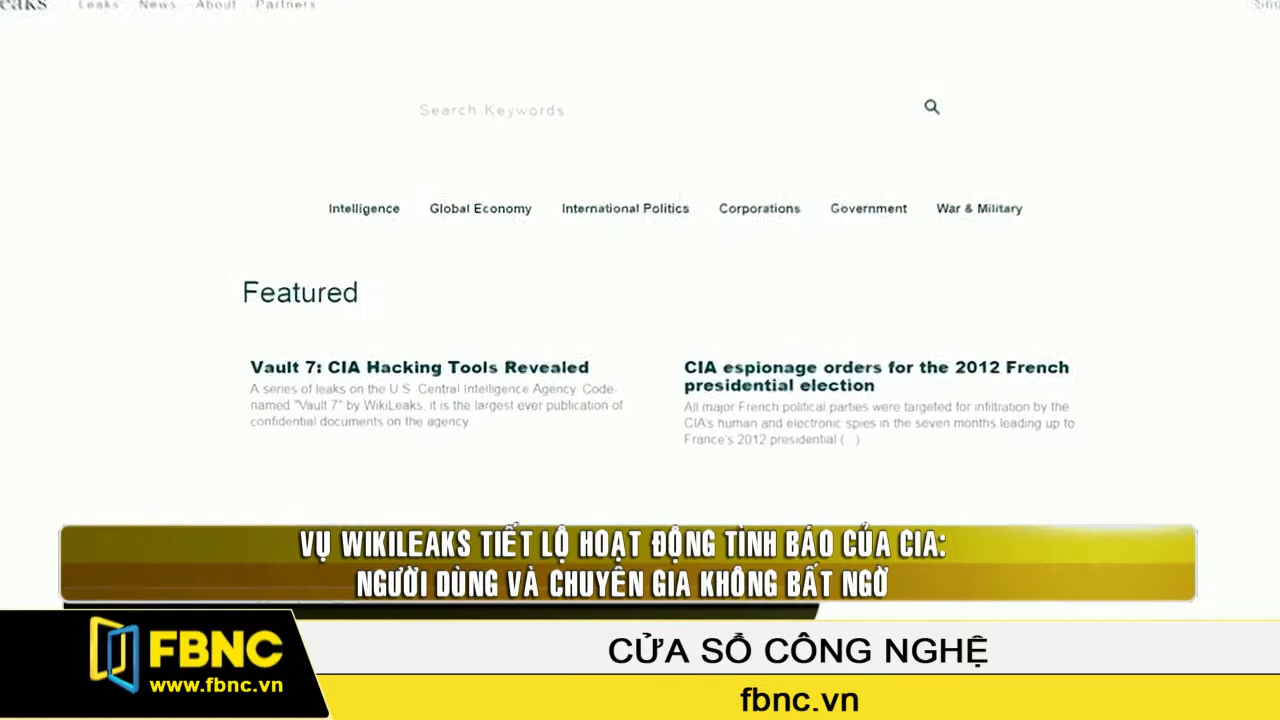 Leaks News About Partners
Search Keywords
Intelligence Global Economy International Politics Corporations Government War & Military
Featured
Vault 7: CIA Hacking Tools Revealed
A series of leaks on the U.S. Central Intelligence Agency. Code-
named "Vault 7" by WikiLeaks, it is the largest ever publication of
confidential documents on the agency.
CIA espionage orders for the 2012 French
presidential election
All major French political parties were targeted for infiltration by the
CIA's human and electronic spies in the seven months leading up to
France's 2012 presidential (...)
VỤ WIKILEAKS TIẾT LỘ HOẠT ĐỘNG TÌNH BÁO CỦA CIA:
NGƯỜI DÙNG VÀ CHUYÊN GIA KHÔNG BẤT NGỜ
FBNC
www.fbnc.vn
CỬA SỔ CÔNG NGHỆ
fbnc.vn